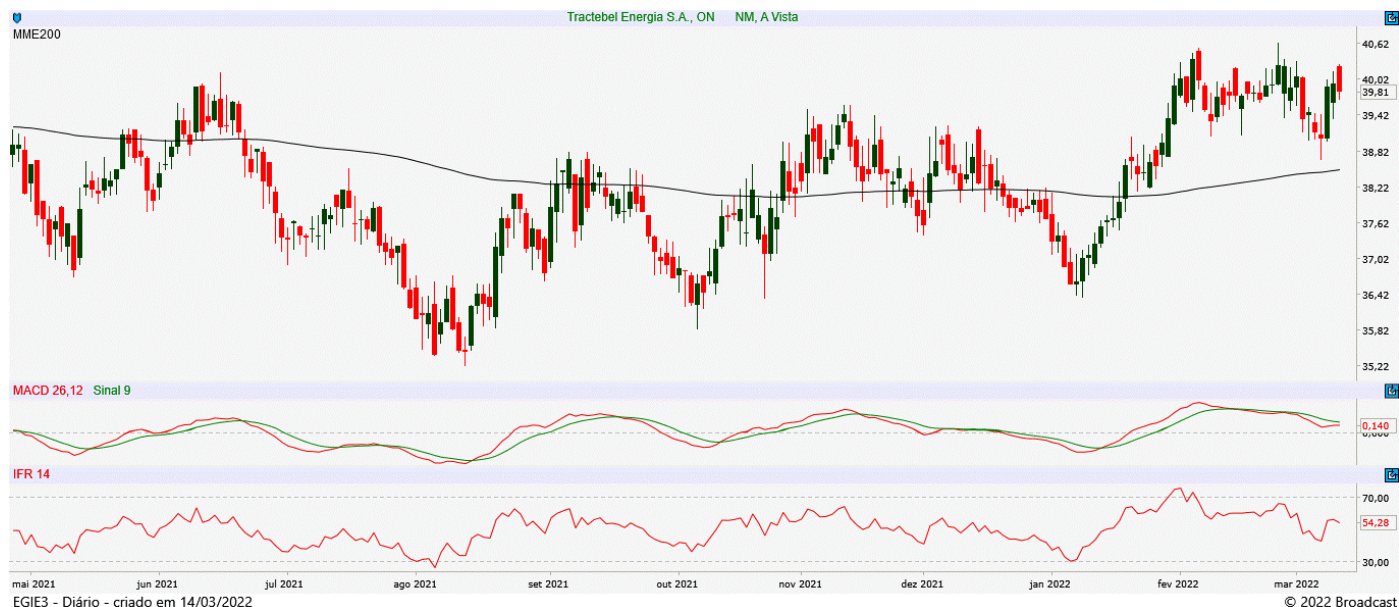 Tractebel Energia S.A., ON NM, A Vista
MME200
40,62
40,02
39,81
39,42
38,82
38,22
37,62
37,02
36,42
35,82
35,22
MACD 26,12 Sinal 9
0,140
IFR 14
70,00
54,28
30,00
mai 2021 jun 2021 jul 2021 ago 2021 set 2021 out 2021 nov 2021 dez 2021 jan 2022 fev 2022 mar 2022
EGIE3 - Diário - criado em 14/03/2022 © 2022 Broadcast